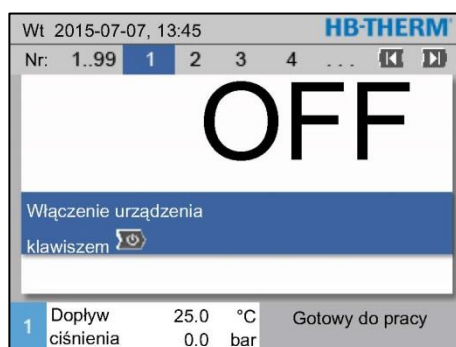 Wt 2015-07-07, 13:45 HB-THERM
Nr: 1..99 1 2 3 4 ...
OFF
Włączenie urządzenia
klawiszem
1 Dopływ 25.0 °C Gotowy do pracy
ciśnienia 0.0 bar